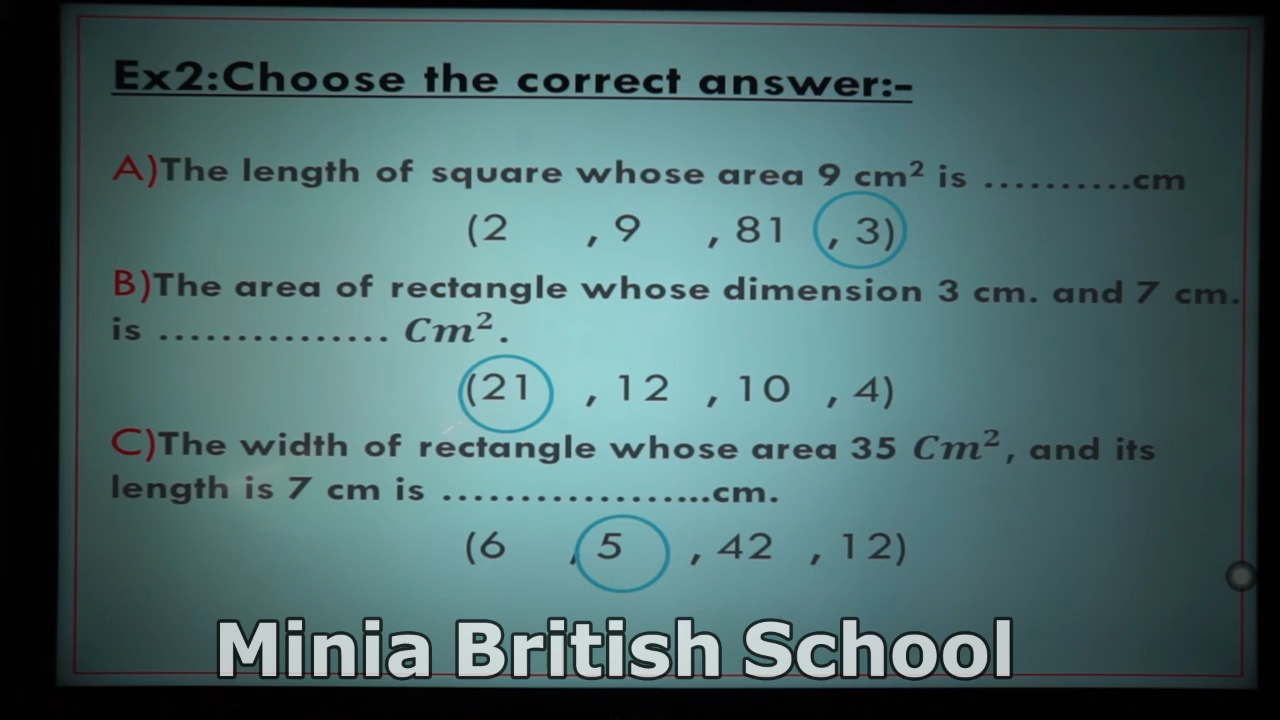 Ex2:Choose the correct answer:-
A)The length of square whose area 9 cm² is ..........cm
(2 , 9 , 81 , 3)
B)The area of rectangle whose dimension 3 cm. and 7 cm.
is ............... Cm².
(21 , 12 , 10 , 4)
C)The width of rectangle whose area 35 Cm², and its
length is 7 cm is ..................cm.
(6 , 5 , 42 , 12)
Minia British School